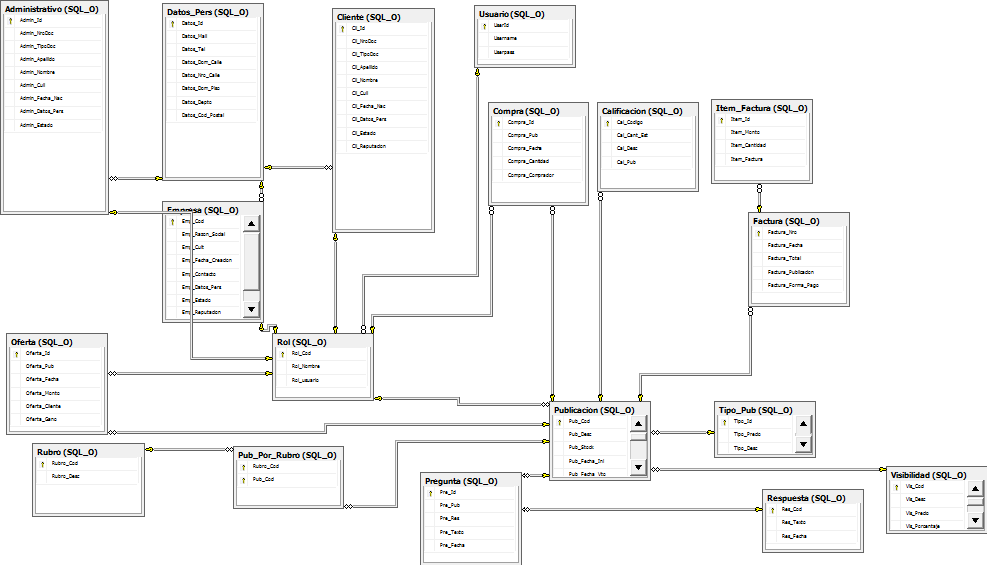 Administrativo (SQL_O)
Admin_Id
Admin_NroDoc
Admin_TipoDoc
Admin_Apellido
Admin_Nombre
Admin_Cuil
Admin_Fecha_Nac
Admin_Datos_Pers
Admin_Estado
Datos_Pers (SQL_O)
Datos_Id
Datos_Mail
Datos_Tel
Datos_Dom_Calle
Datos_Nro_Calle
Datos_Dom_Piso
Datos_Depto
Datos_Cod_Postal
Cliente (SQL_O)
Cli_Id
Cli_NroDoc
Cli_TipoDoc
Cli_Apellido
Cli_Nombre
Cli_Cuil
Cli_Fecha_Nac
Cli_Datos_Pers
Cli_Estado
Cli_Reputacion
Usuario (SQL_O)
UserId
Username
Userpass
Compra (SQL_O)
Compra_Id
Compra_Pub
Compra_Fecha
Compra_Cantidad
Compra_Comprador
Calificacion (SQL_O)
Cal_Codigo
Cal_Cant_Est
Cal_Desc
Cal_Pub
Item_Factura (SQL_O)
Item_Id
Item_Monto
Item_Cantidad
Item_Factura
Empresa (SQL_O)
Emp_Cod
Emp_Razon_Social
Emp_Cuit
Emp_Fecha_Creacion
Emp_Contacto
Emp_Datos_Pers
Emp_Estado
Emp_Reputacion
Factura (SQL_O)
Factura_Nro
Factura_Fecha
Factura_Total
Factura_Publicacion
Factura_Forma_Pago
Oferta (SQL_O)
Oferta_Id
Oferta_Pub
Oferta_Fecha
Oferta_Monto
Oferta_Cliente
Oferta_Gano
Rol (SQL_O)
Rol_Cod
Rol_Nombre
Rol_usuario
Publicacion (SQL_O)
Pub_Cod
Pub_Desc
Pub_Stock
Pub_Fecha_Ini
Pub_Fecha_Vto
Tipo_Pub (SQL_O)
Tipo_Id
Tipo_Precio
Tipo_Desc
Rubro (SQL_O)
Rubro_Cod
Rubro_Desc
Pub_Por_Rubro (SQL_O)
Rubro_Cod
Pub_Cod
Pregunta (SQL_O)
Pre_Id
Pre_Pub
Pre_Res
Pre_Texto
Pre_Fecha
Respuesta (SQL_O)
Res_Cod
Res_Texto
Res_Fecha
Visibilidad (SQL_O)
Vis_Cod
Vis_Desc
Vis_Precio
Vis_Porcentaje